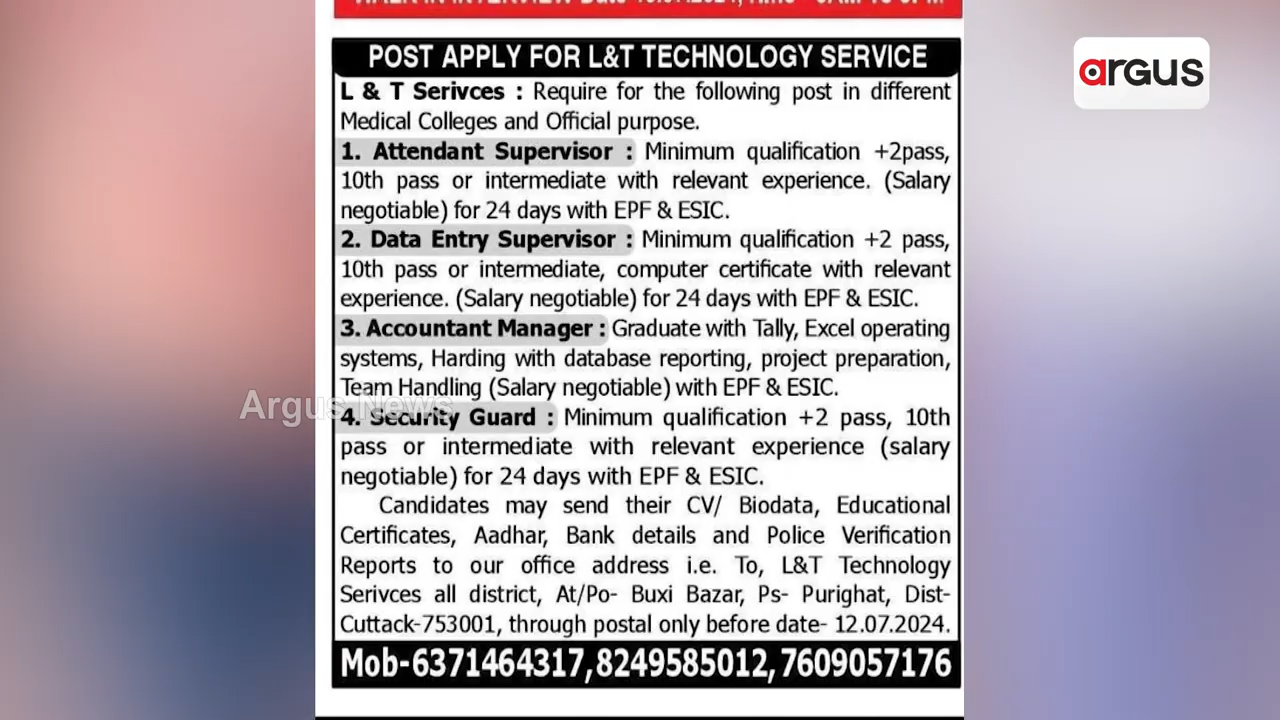 POST APPLY FOR L&T TECHNOLOGY SERVICE
argus
L & T Serivces : Require for the following post in different
Medical Colleges and Official purpose.
1. Attendant Supervisor : Minimum qualification +2pass,
10th pass or intermediate with relevant experience. (Salary
negotiable) for 24 days with EPF & ESIC.
2. Data Entry Supervisor : Minimum qualification +2 pass,
10th pass or intermediate, computer certificate with relevant
experience. (Salary negotiable) for 24 days with EPF & ESIC.
3. Accountant Manager : Graduate with Tally, Excel operating
systems, Harding with database reporting, project preparation,
Team Handling (Salary negotiable) with EPF & ESIC.
Argus News
4. Security Guard : Minimum qualification +2 pass, 10th
pass or intermediate with relevant experience (salary
negotiable) for 24 days with EPF & ESIC.
Candidates may send their CV/ Biodata, Educational
Certificates, Aadhar, Bank details and Police Verification
Reports to our office address i.e. To, L&T Technology
Serivces all district, At/Po- Buxi Bazar, Ps- Purighat, Dist-
Cuttack-753001, through postal only before date- 12.07.2024.
Mob-6371464317,8249585012,7609057176